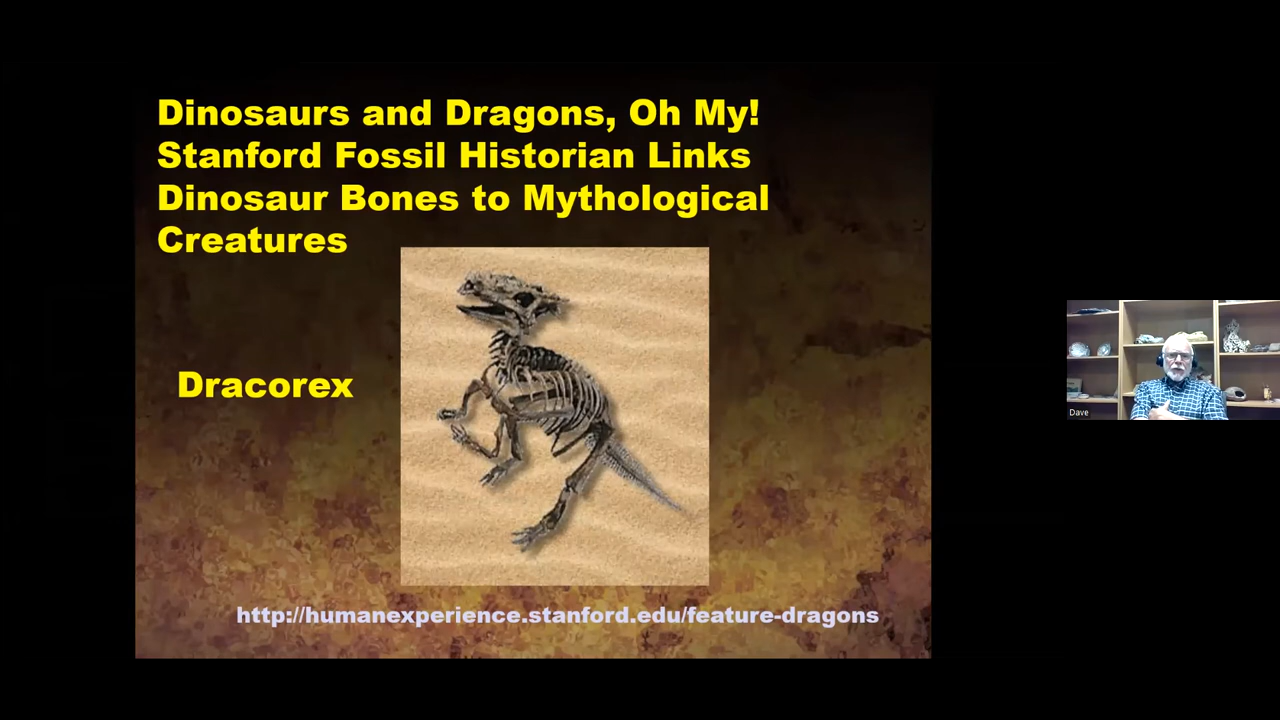 Dinosaurs and Dragons, Oh My!
Stanford Fossil Historian Links
Dinosaur Bones to Mythological
Creatures
Dracorex
http://humanexperience.stanford.edu/feature-dragons
Dave